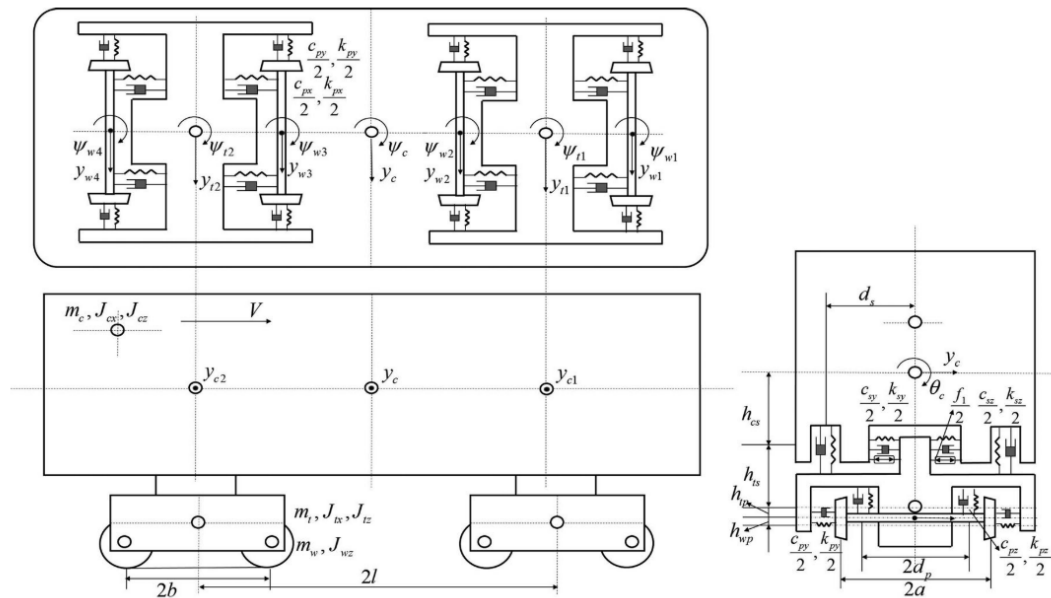 c_py/2, k_py/2
c_px/2, k_px/2
ψ_w4
ψ_t2
ψ_w3
ψ_c
ψ_w2
ψ_t1
ψ_w1
y_w4
y_t2
y_w3
y_c
y_w2
y_t1
y_w1
m_c, J_cx, J_cz
V
y_c2
y_c
y_c1
m_t, J_tx, J_tz
m_w, J_wz
2b
2l
d_s
y_c
θ_c
h_cs
c_sy/2, k_sy/2
f_1/2
c_sz/2, k_sz/2
h_ts
h_tp
h_wp
c_py/2, k_py/2
2d_p
c_pz/2, k_pz/2
2a